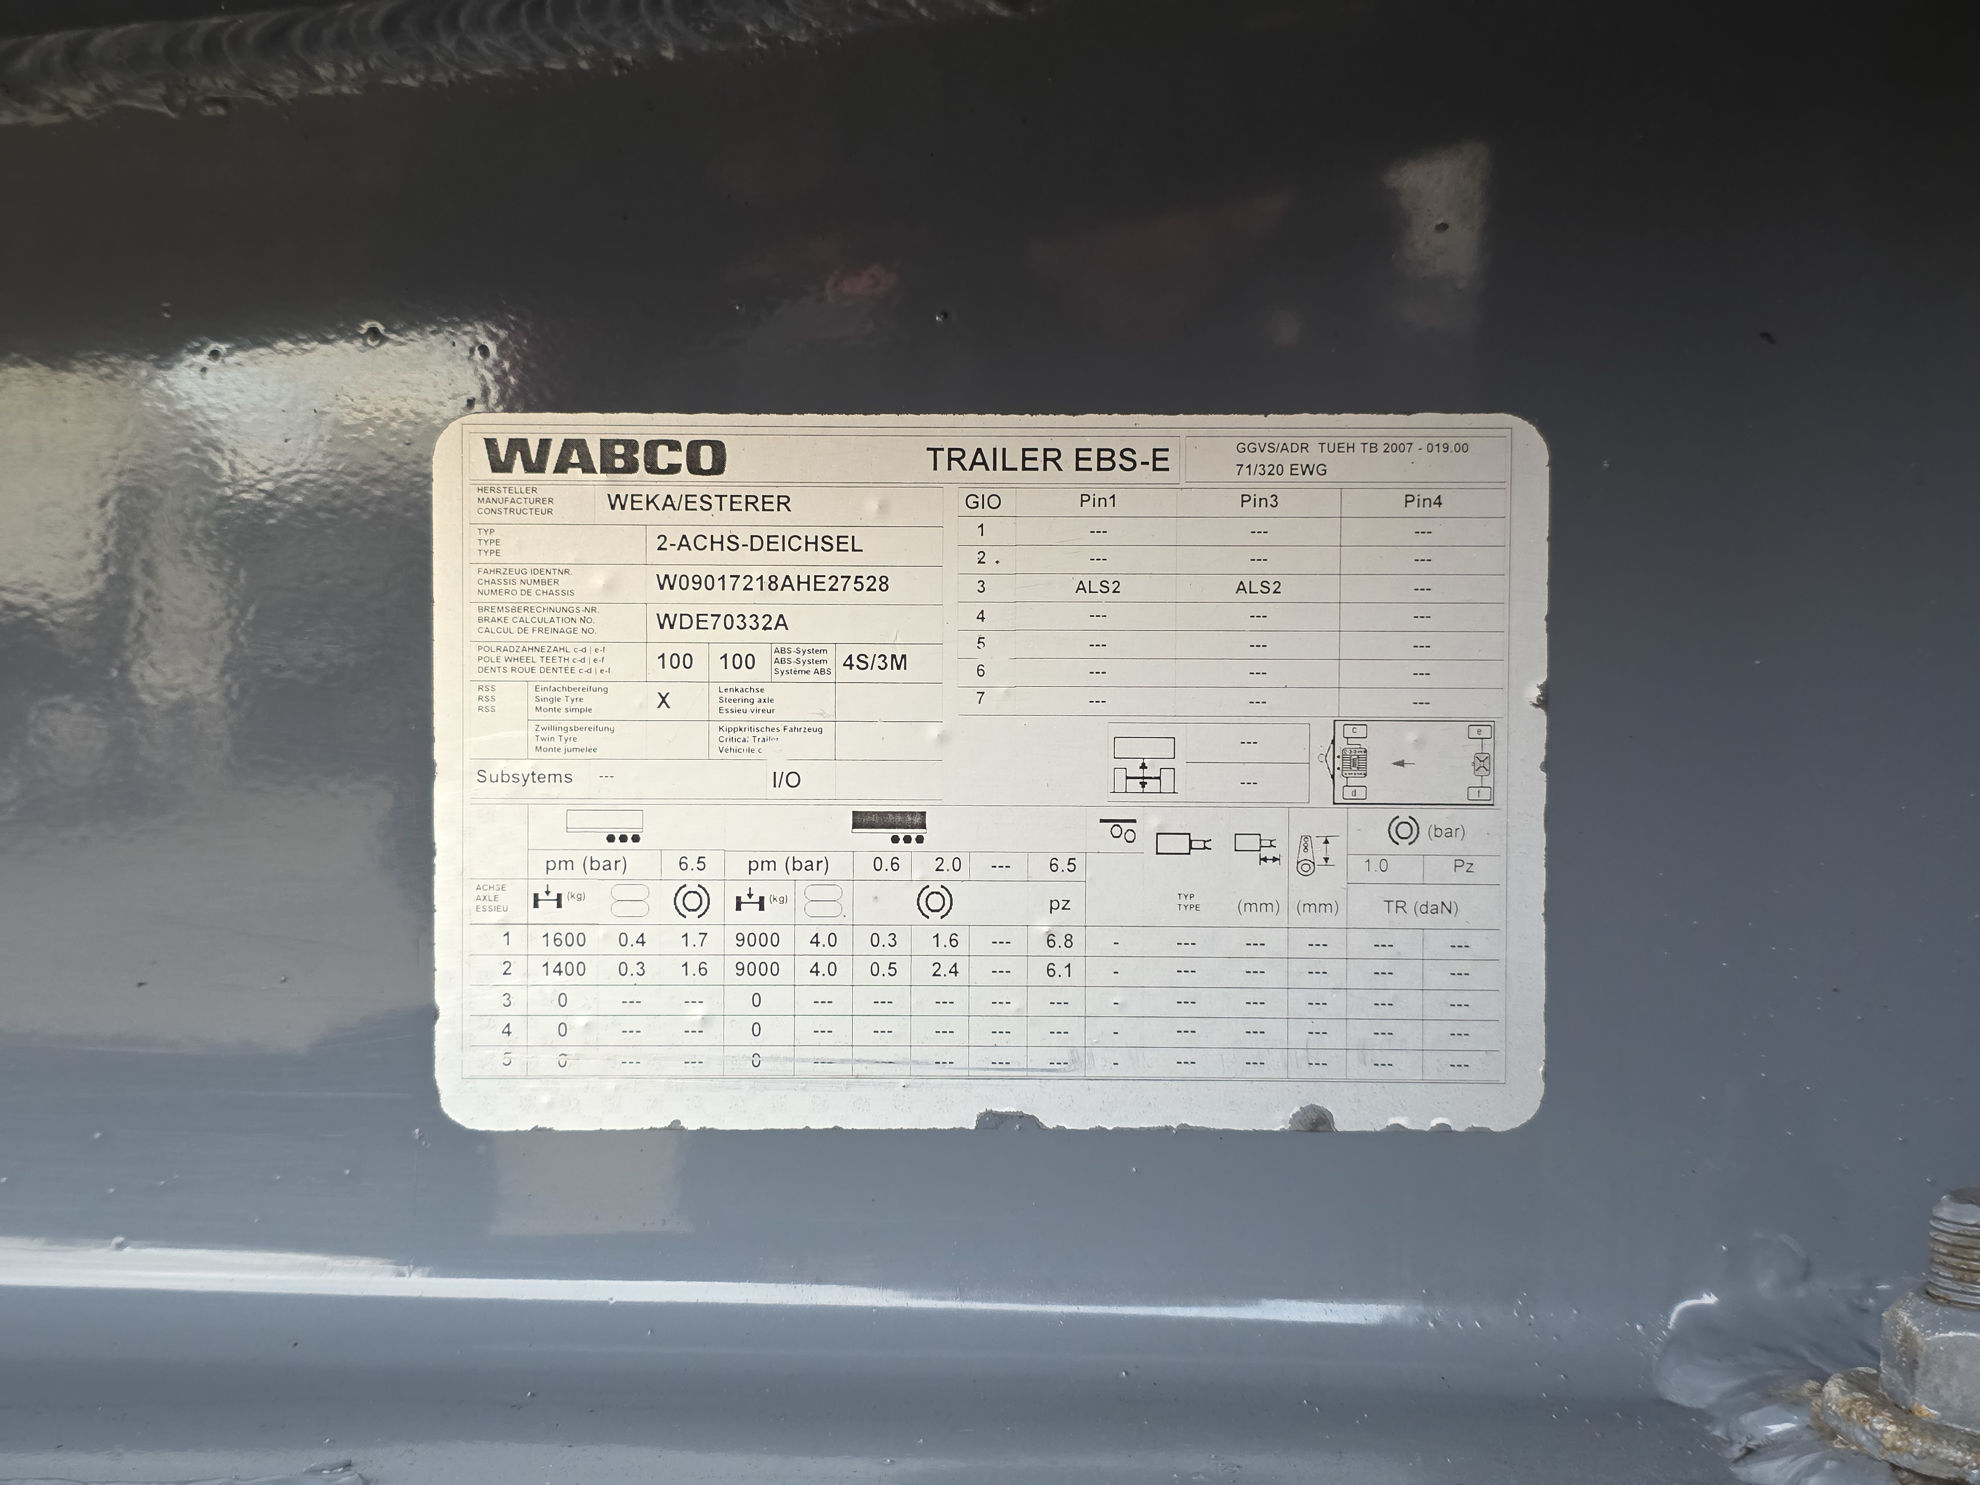 WABCO TRAILER EBS-E GGVS/ADR TUEH TB 2007 - 019.00
71/320 EWG
HERSTELLER
MANUFACTURER
CONSTRUCTEUR
WEKA/ESTERER
TYP
TYPE
TYPE
2-ACHS-DEICHSEL
FAHRZEUG IDENTNR.
CHASSIS NUMBER
NUMERO DE CHASSIS
W09017218AHE27528
BREMSBERECHNUNGS-NR.
BRAKE CALCULATION NO.
CALCUL DE FREINAGE NO.
WDE70332A
POLRADZAHNEZAHL c-d | e-f
POLE WHEEL TEETH c-d | e-f
DENTS ROUE DENTÉE c-d | e-f
100 100
ABS-System
ABS-System
Système ABS
4S/3M
RSS
RSS
RSS
Einfachbereifung
Single Tyre
Monte simple
X
Lenkachse
Steering axle
Essieu vireur
Zwillingsbereifung
Twin Tyre
Monte jumelee
Kippkritisches Fahrzeug
Critical Trailer
Véhicule c
Subsytems --- I/O
GIO Pin1 Pin3 Pin4
1 --- --- ---
2 --- --- ---
3 ALS2 ALS2 ---
4 --- --- ---
5 --- --- ---
6 --- --- ---
7 --- --- ---
---
---
c e
d f
(bar)
pm (bar) 6.5 pm (bar) 0.6 2.0 --- 6.5 1.0 Pz
ACHSE
AXLE
ESSIEU
(kg) (kg) pz
TYP
TYPE
(mm) (mm) TR (daN)
1 1600 0.4 1.7 9000 4.0 0.3 1.6 --- 6.8 - --- --- --- --- ---
2 1400 0.3 1.6 9000 4.0 0.5 2.4 --- 6.1 - --- --- --- --- ---
3 0 --- --- 0 --- --- --- --- --- - --- --- --- --- ---
4 0 --- --- 0 --- --- --- --- --- - --- --- --- --- ---
5 0 --- --- 0 --- --- --- --- --- - --- --- --- --- ---